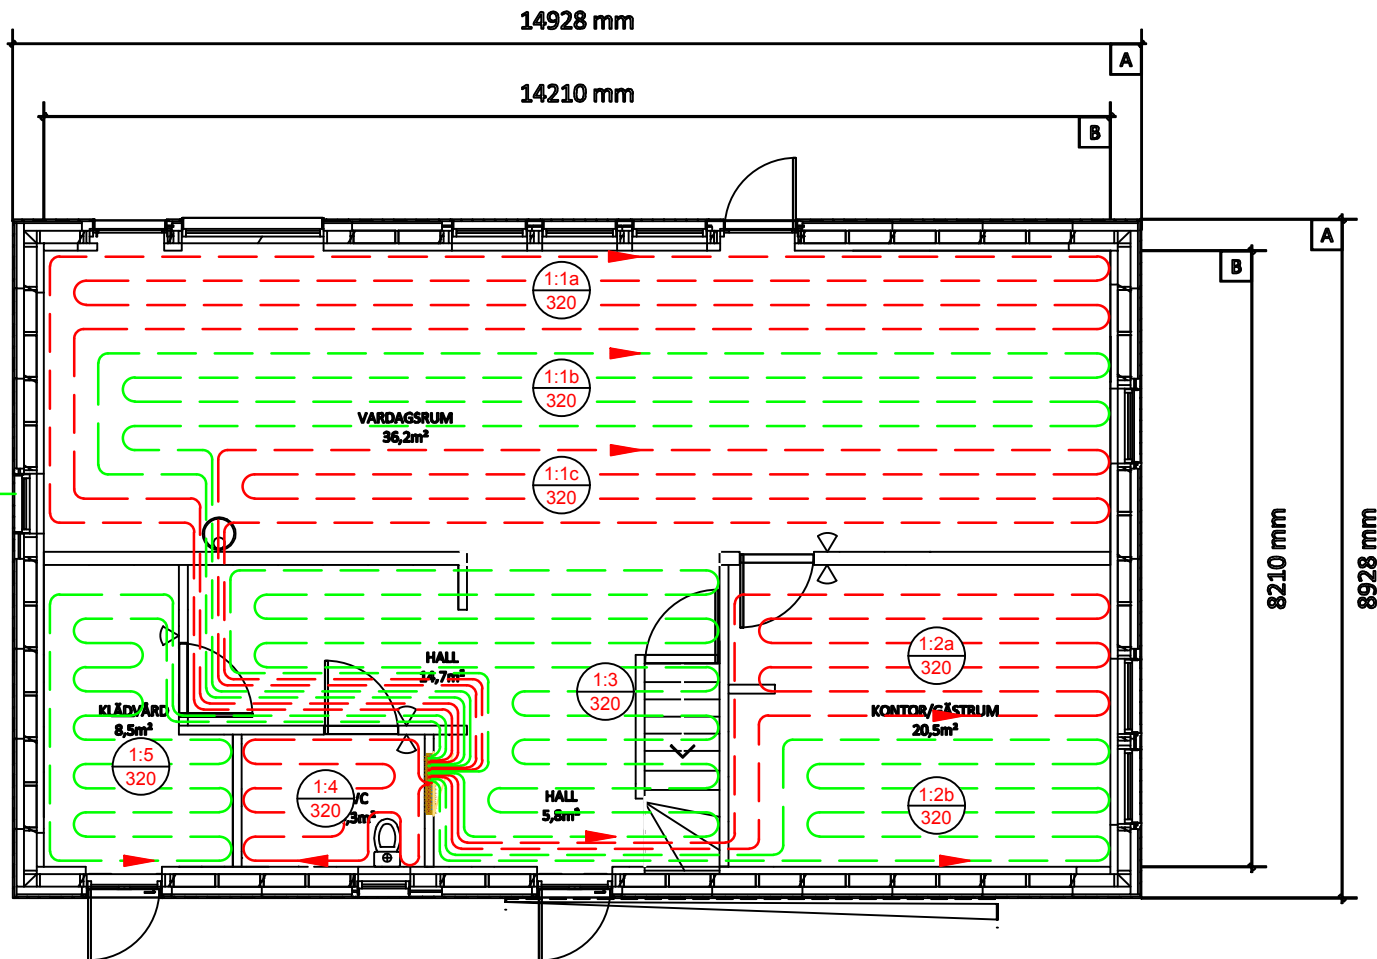 14928 mm
A
14210 mm
B
A
B
1:1a
320
1:1b
320
VARDAGSRUM
36,2m²
1:1c
320
8210 mm
8928 mm
HALL
14,7m²
1:3
320
1:2a
320
KLÄDVÅRD
8,5m²
KONTOR/GÄSTRUM
20,5m²
1:5
320
1:4
320
/C
,3m²
HALL
5,8m²
1:2b
320